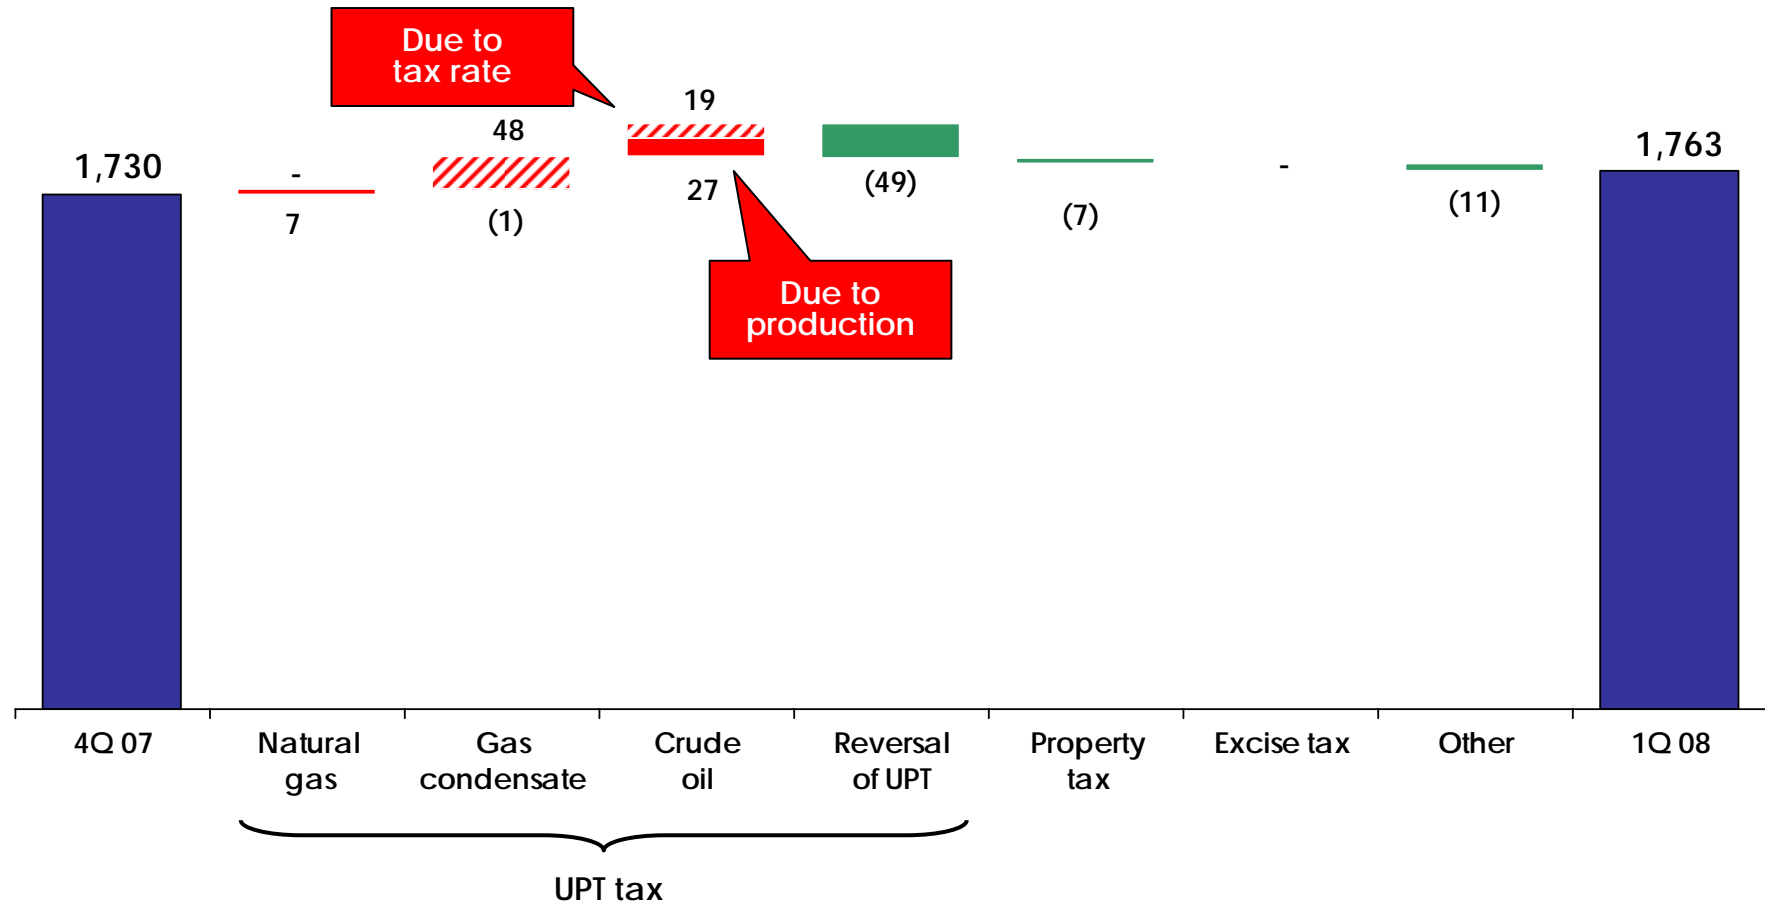 Due to
tax rate
19
48
1,730
-
7
(1)
27
(49)
(7)
-
(11)
1,763
Due to
production
4Q 07
Natural
gas
Gas
condensate
Crude
oil
Reversal
of UPT
Property
tax
Excise tax
Other
1Q 08
UPT tax